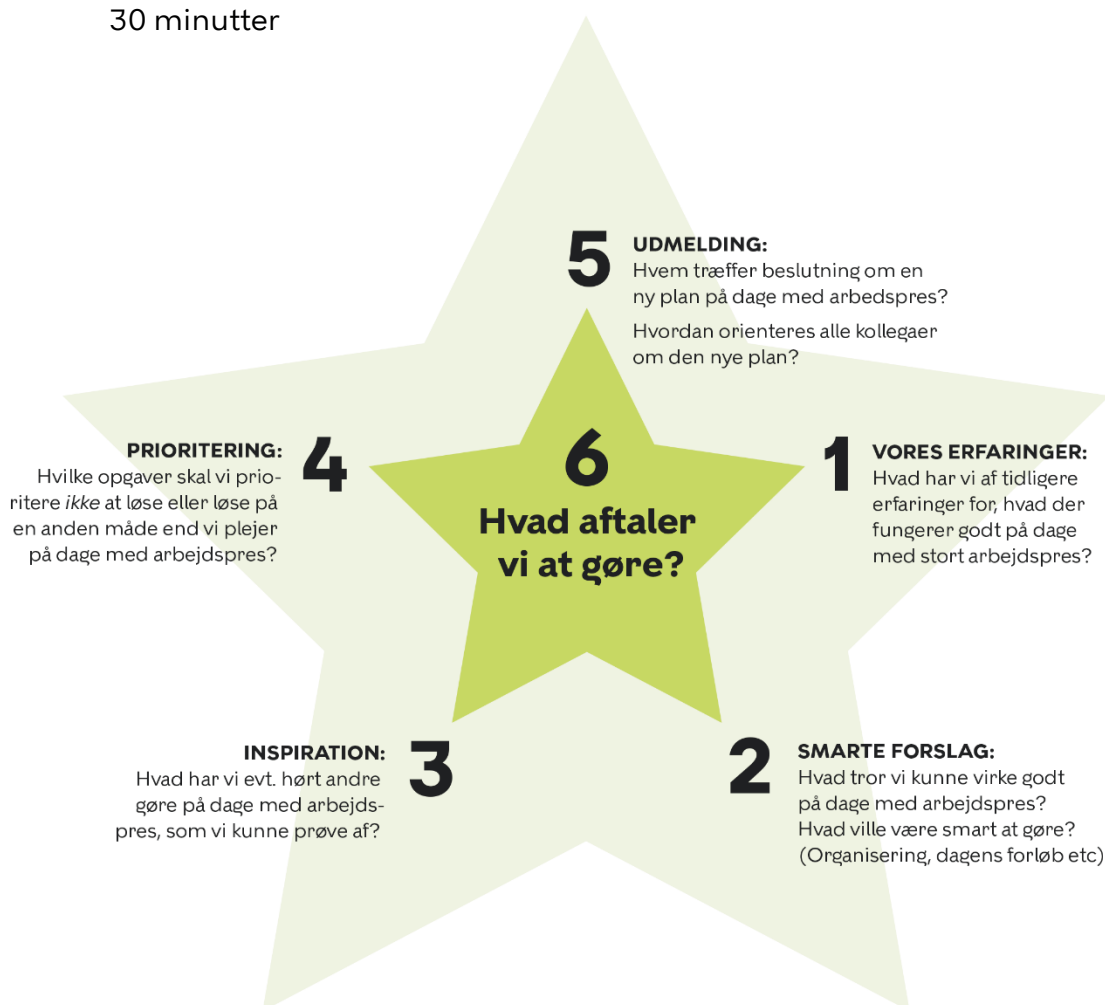 30 minutter
5
UDMELDING:
Hvem træffer beslutning om en
ny plan på dage med arbedspres?
Hvordan orienteres alle kollegaer
om den nye plan?
4
PRIORITERING:
Hvilke opgaver skal vi prio-
ritere ikke at løse eller løse på
en anden måde end vi plejer
på dage med arbejdspres?
6
Hvad aftaler
vi at gøre?
1
VORES ERFARINGER:
Hvad har vi af tidligere
erfaringer for, hvad der
fungerer godt på dage
med stort arbejdspres?
3
INSPIRATION:
Hvad har vi evt. hørt andre
gøre på dage med arbejds-
pres, som vi kunne prøve af?
2
SMARTE FORSLAG:
Hvad tror vi kunne virke godt
på dage med arbejdspres?
Hvad ville være smart at gøre?
(Organisering, dagens forløb etc)